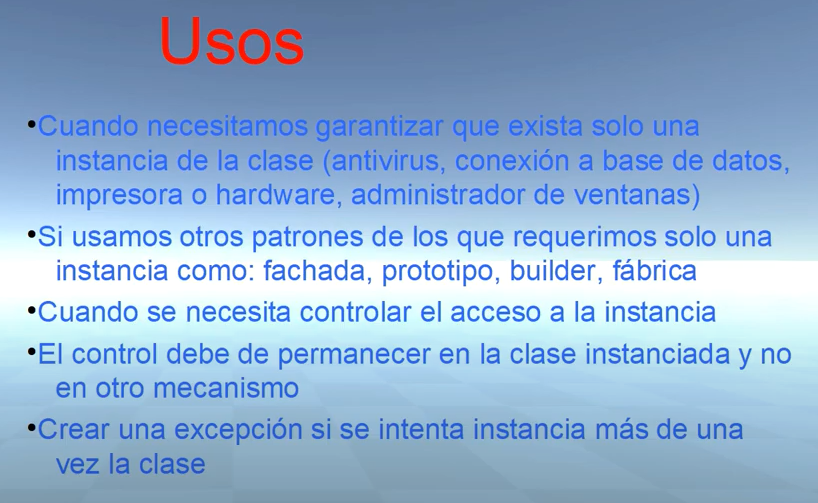 Usos
•Cuando necesitamos garantizar que exista solo una
instancia de la clase (antivirus, conexión a base de datos,
impresora o hardware, administrador de ventanas)
•Si usamos otros patrones de los que requerimos solo una
instancia como: fachada, prototipo, builder, fábrica
•Cuando se necesita controlar el acceso a la instancia
•El control debe de permanecer en la clase instanciada y no
en otro mecanismo
•Crear una excepción si se intenta instancia más de una
vez la clase